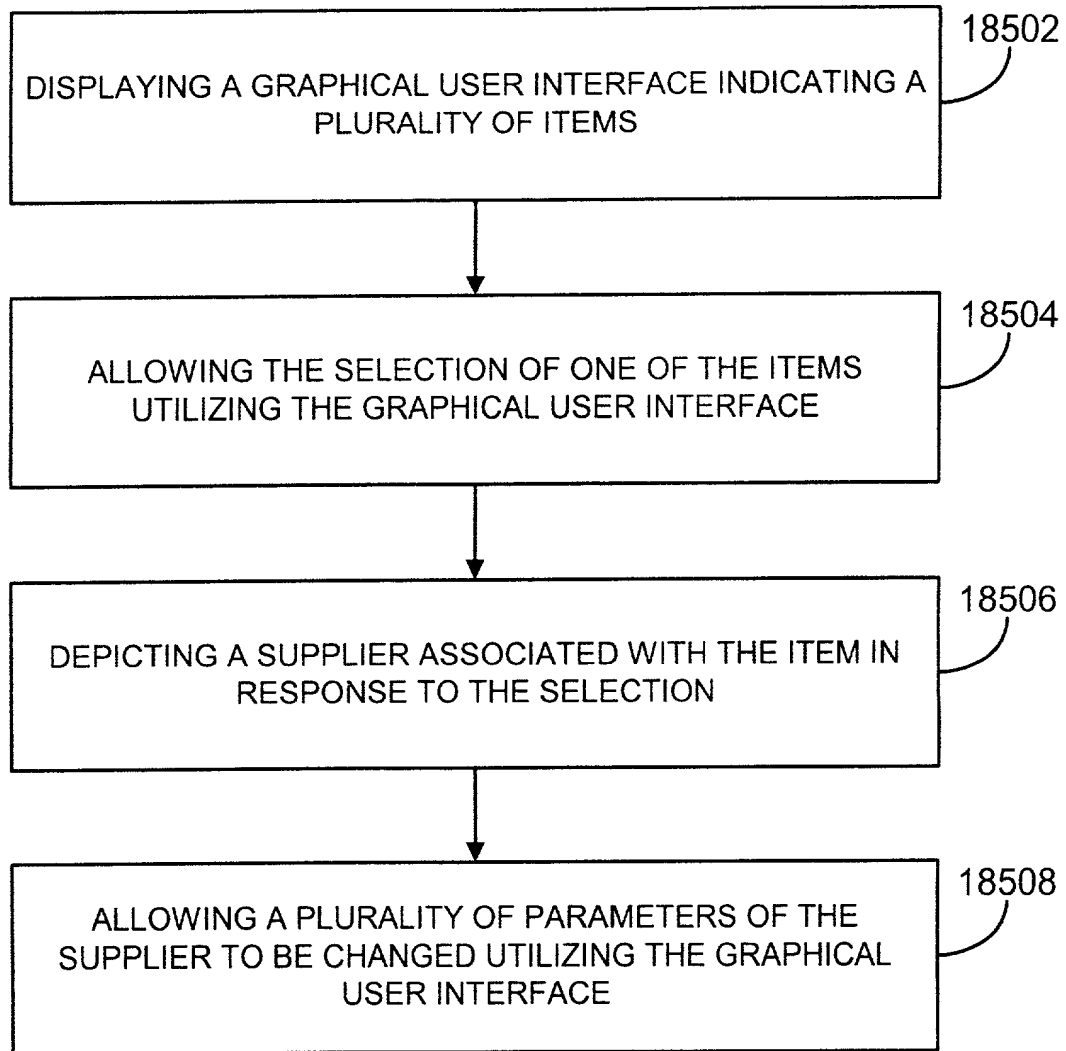 18502
DISPLAYING A GRAPHICAL USER INTERFACE INDICATING A
PLURALITY OF ITEMS
18504
ALLOWING THE SELECTION OF ONE OF THE ITEMS
UTILIZING THE GRAPHICAL USER INTERFACE
18506
DEPICTING A SUPPLIER ASSOCIATED WITH THE ITEM IN
RESPONSE TO THE SELECTION
18508
ALLOWING A PLURALITY OF PARAMETERS OF THE
SUPPLIER TO BE CHANGED UTILIZING THE GRAPHICAL
USER INTERFACE